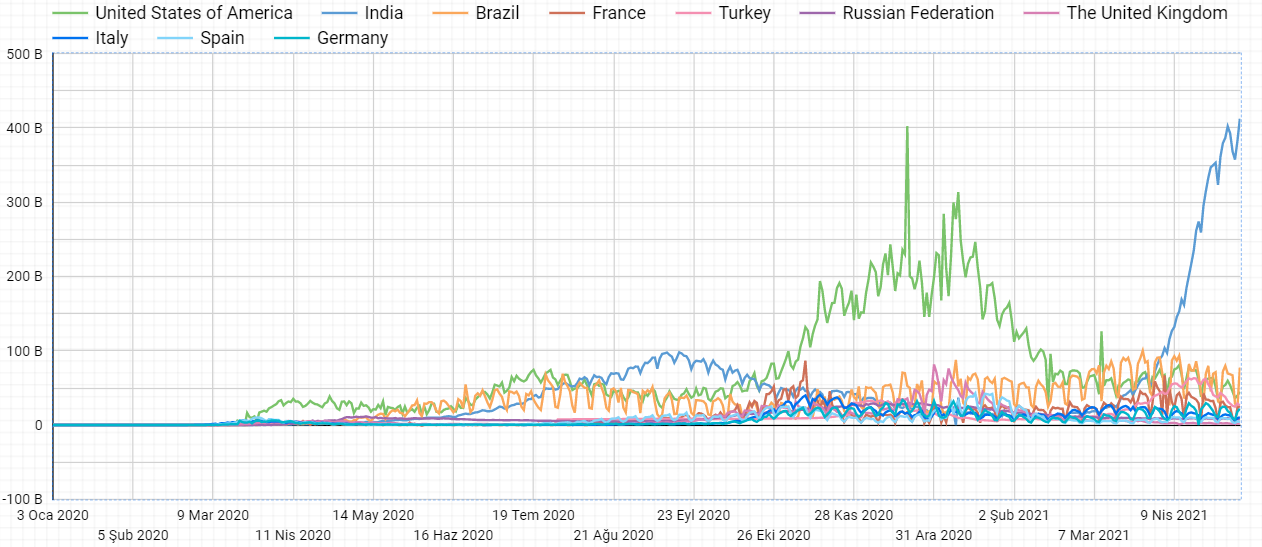 United States of America India Brazil France Turkey Russian Federation The United Kingdom
Italy Spain Germany
500 B
400 B
300 B
200 B
100 B
0
-100 B
3 Oca 2020 9 Mar 2020 14 May 2020 19 Tem 2020 23 Eyl 2020 28 Kas 2020 2 Şub 2021 9 Nis 2021
5 Şub 2020 11 Nis 2020 16 Haz 2020 21 Ağu 2020 26 Eki 2020 31 Ara 2020 7 Mar 2021